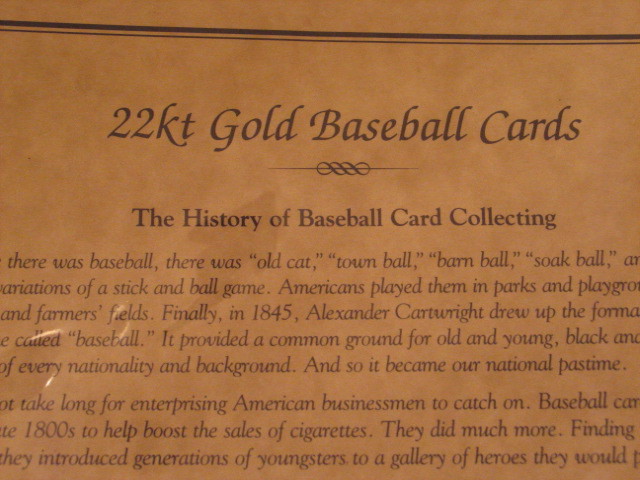 22kt Gold Baseball Cards
The History of Baseball Card Collecting
there was baseball, there was “old cat,” “town ball,” “barn ball,” “soak ball,” an
variations of a stick and ball game. Americans played them in parks and playgrou
and farmers’ fields. Finally, in 1845, Alexander Cartwright drew up the forma
e called “baseball.” It provided a common ground for old and young, black and
of every nationality and background. And so it became our national pastime.
ot take long for enterprising American businessmen to catch on. Baseball car
ate 1800s to help boost the sales of cigarettes. They did much more. Finding
they introduced generations of youngsters to a gallery of heroes they would p